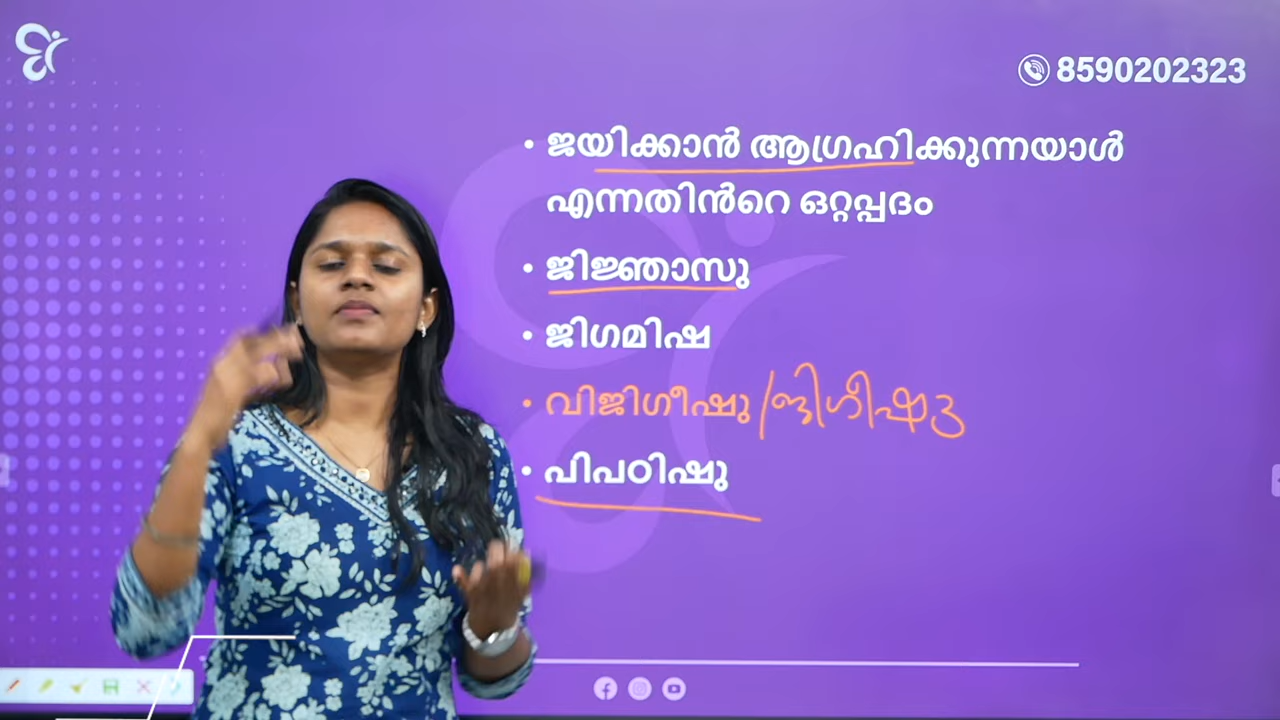 8590202323
• ജയിക്കാൻ ആഗ്രഹിക്കുന്നയാൾ
എന്നതിൻറെ ഒറ്റപ്പദം
• ജിജ്ഞാസു
• ജിഗമിഷ
• വിജിഗീഷു /ജിഗീഷു
• പിപഠിഷു